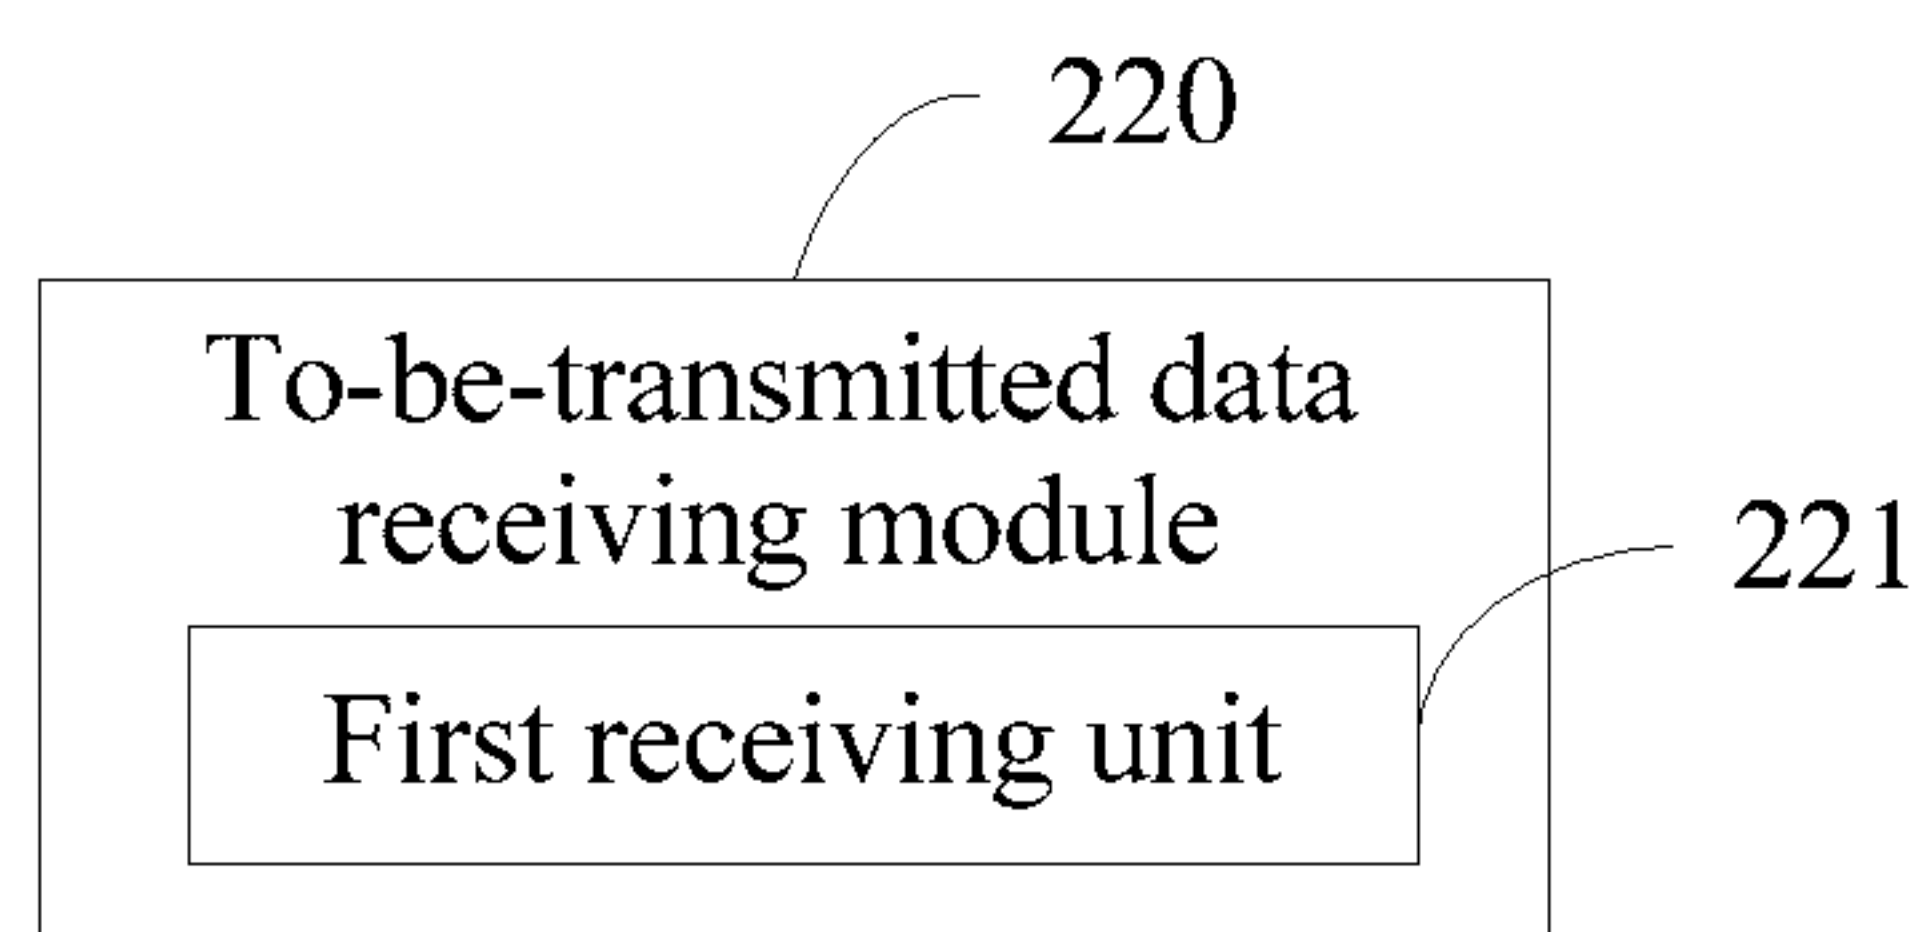 220
To-be-transmitted data
receiving module
221
First receiving unit